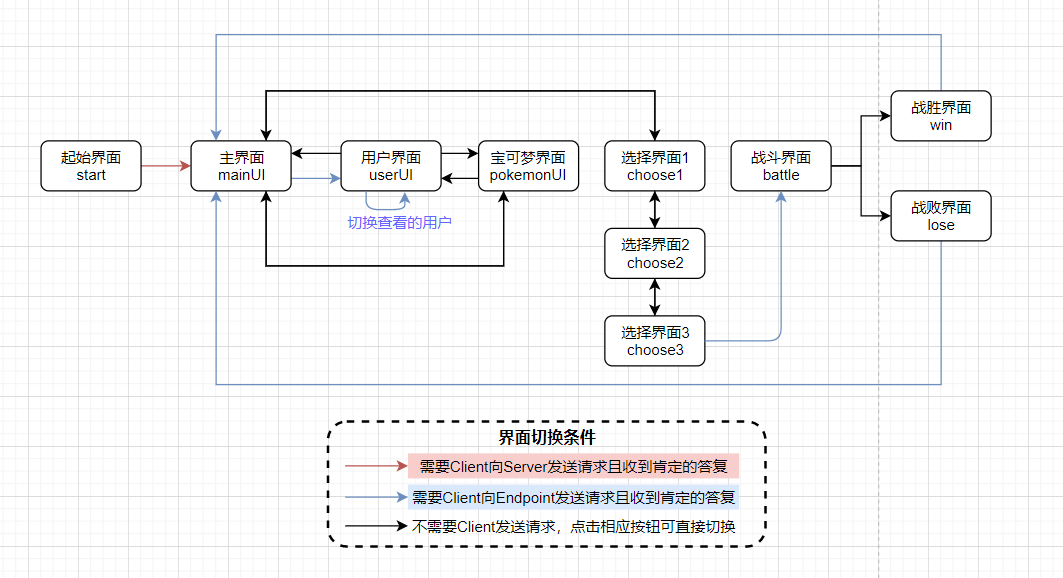 起始界面
start
主界面
mainUI
用户界面
userUI
切换查看的用户
宝可梦界面
pokemonUI
选择界面1
choose1
选择界面2
choose2
选择界面3
choose3
战斗界面
battle
战胜界面
win
战败界面
lose
界面切换条件
需要Client向Server发送请求且收到肯定的答复
需要Client向Endpoint发送请求且收到肯定的答复
不需要Client发送请求，点击相应按钮可直接切换